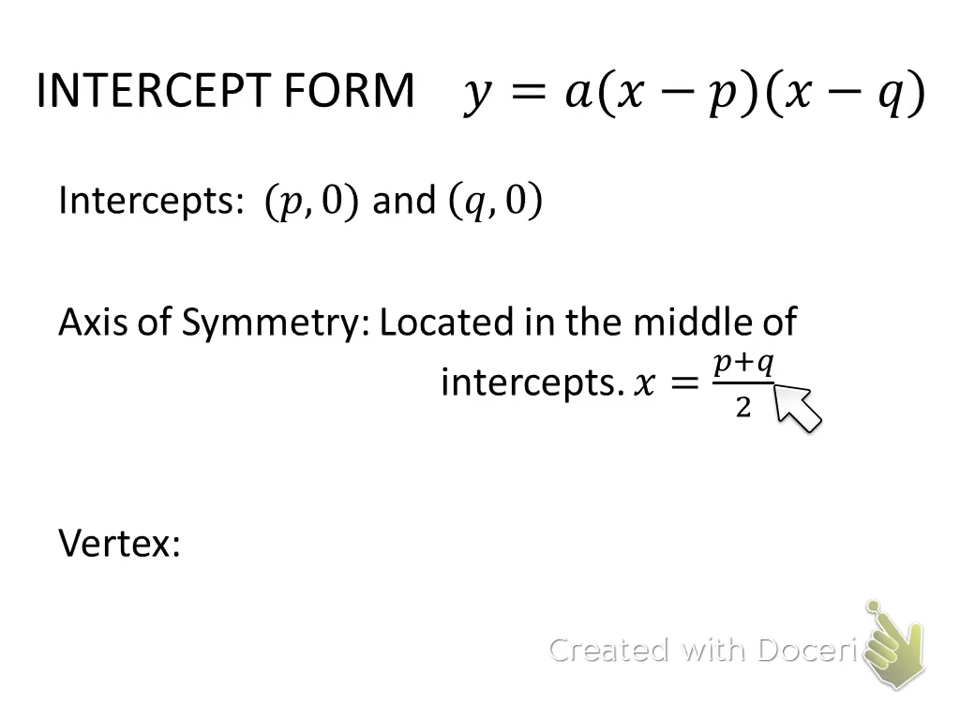 INTERCEPT FORM y = a(x − p)(x − q)
Intercepts: (p, 0) and (q, 0)
Axis of Symmetry: Located in the middle of
intercepts. x = p+q/2
Vertex:
Created with Doceri